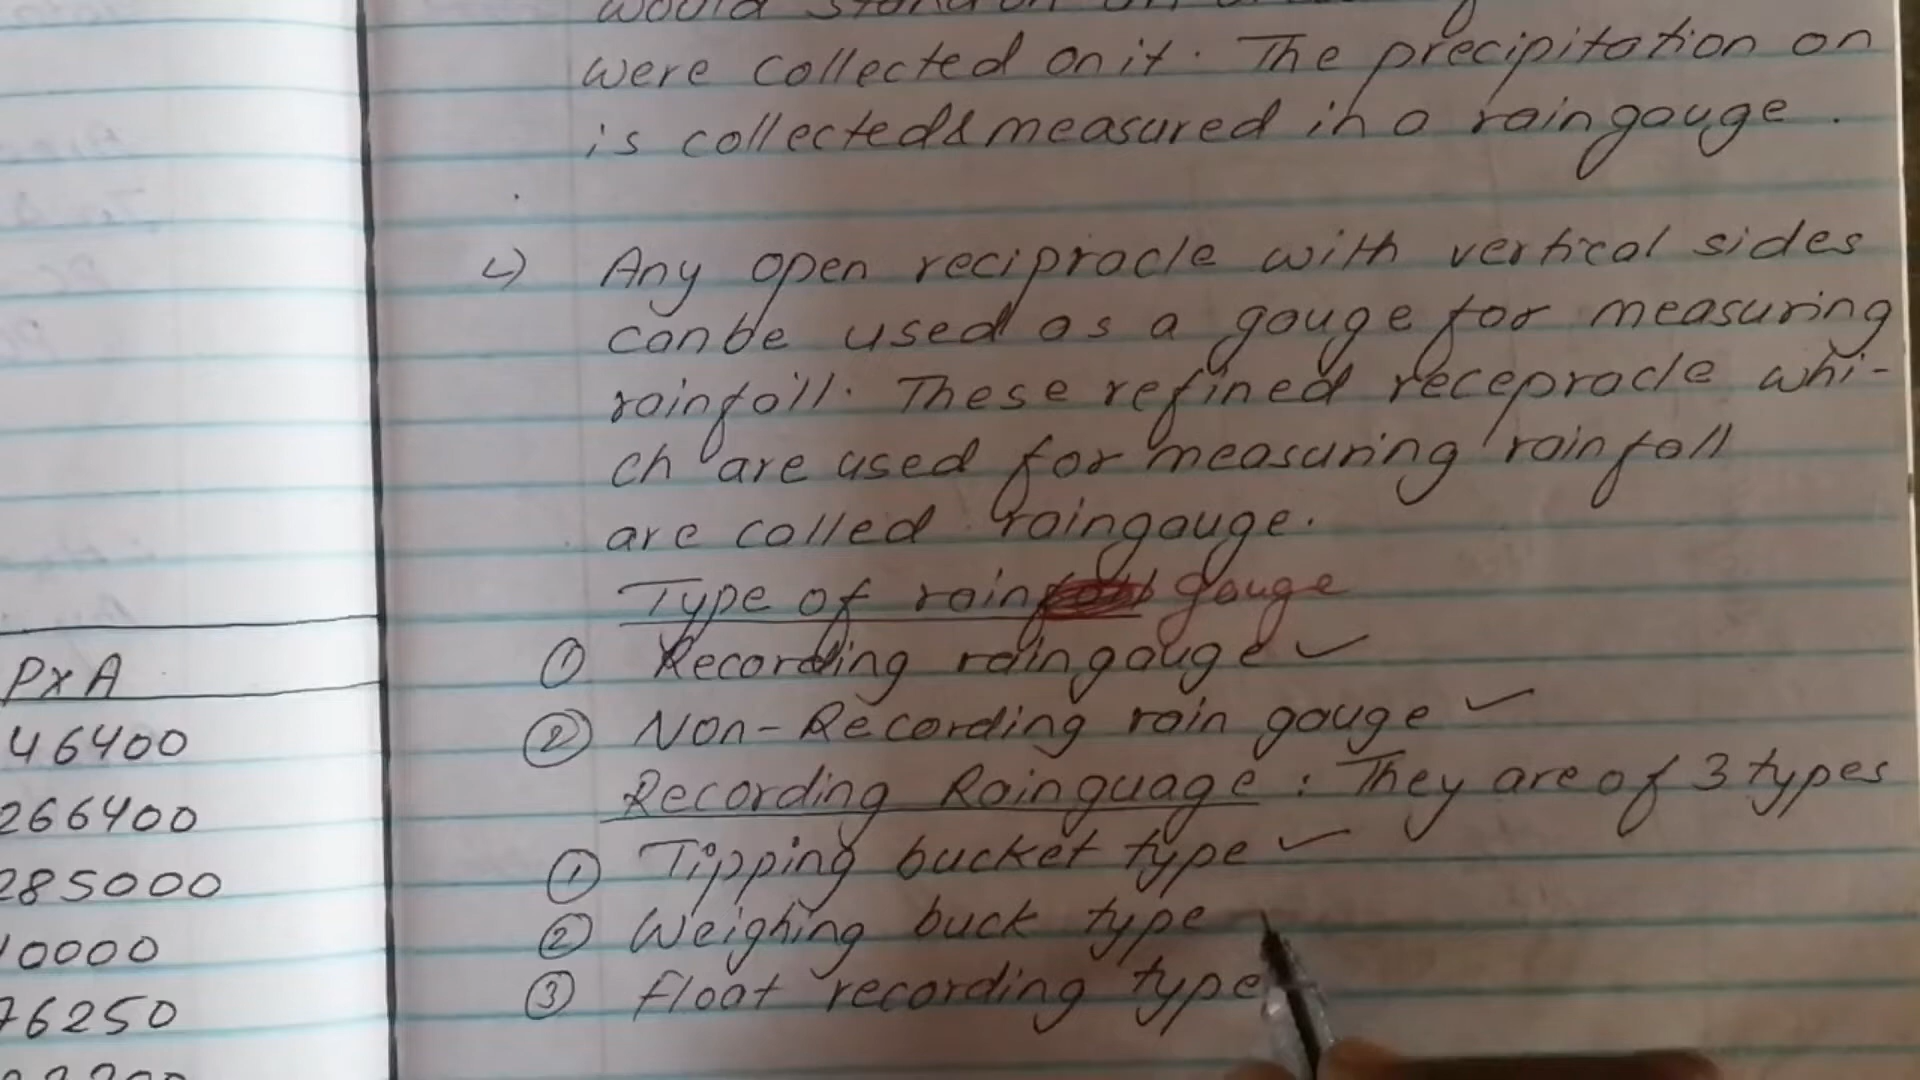 were collected on it. The precipitation on
is collected & measured in a raingauge.
L) Any open reciprocle with vertical sides
can be used as a gauge for measuring
rainfall. These refined receprocle whi-
ch are used for measuring rainfall
are called raingauge.
Type of rain gauge
① Recording raingauge ✓
② Non-Recording rain gauge ✓
Recording Rainguage : They are of 3 types
① Tipping bucket type ✓
② Weighing buck type
③ float recording type
PxA
46400
266400
285000
10000
76250